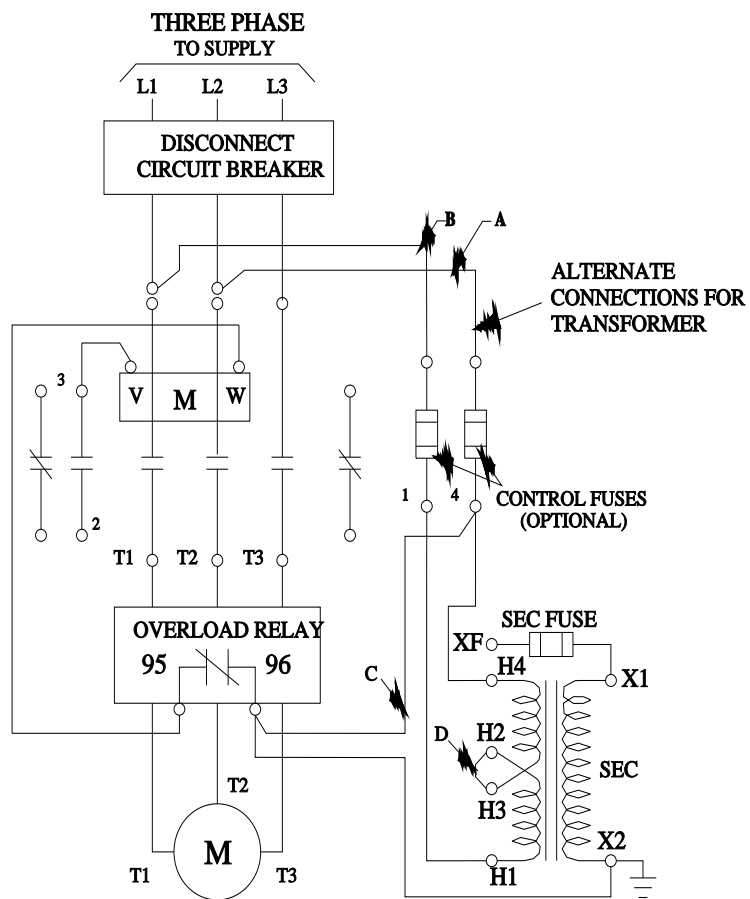 THREE PHASE
TO SUPPLY
L1 L2 L3
DISCONNECT
CIRCUIT BREAKER
B A
ALTERNATE
CONNECTIONS FOR
TRANSFORMER
3
V M W
2
1 4
CONTROL FUSES
(OPTIONAL)
T1 T2 T3
OVERLOAD RELAY
95 96
SEC FUSE
XF
H4 X1
C
D H2
SEC
H3
T2
M
T1 T3
X2
H1